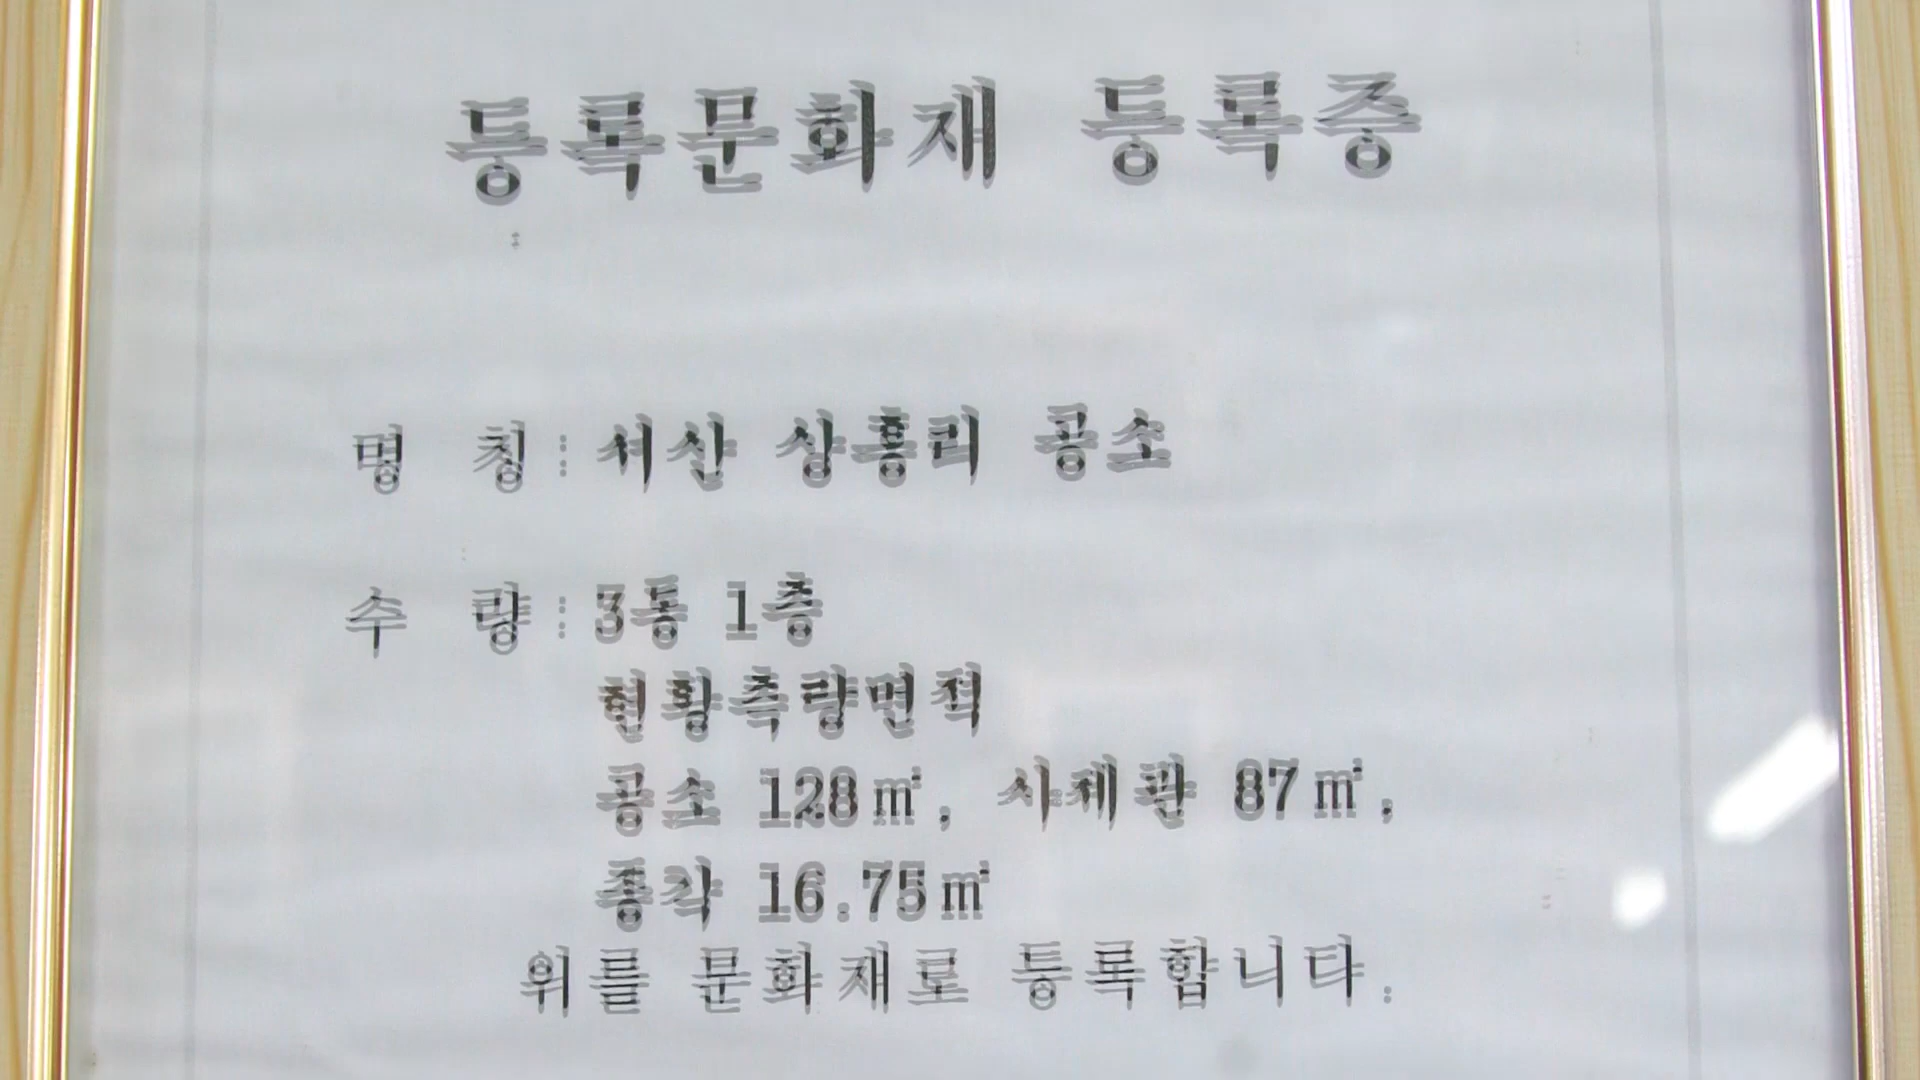 등록문화재 등록증
명 칭 : 서산 상홍리 공소
수 량 : 3동 1층
현황측량면적
공소 128㎡, 사제관 87㎡,
종각 16.75㎡
위를 문화재로 등록합니다.